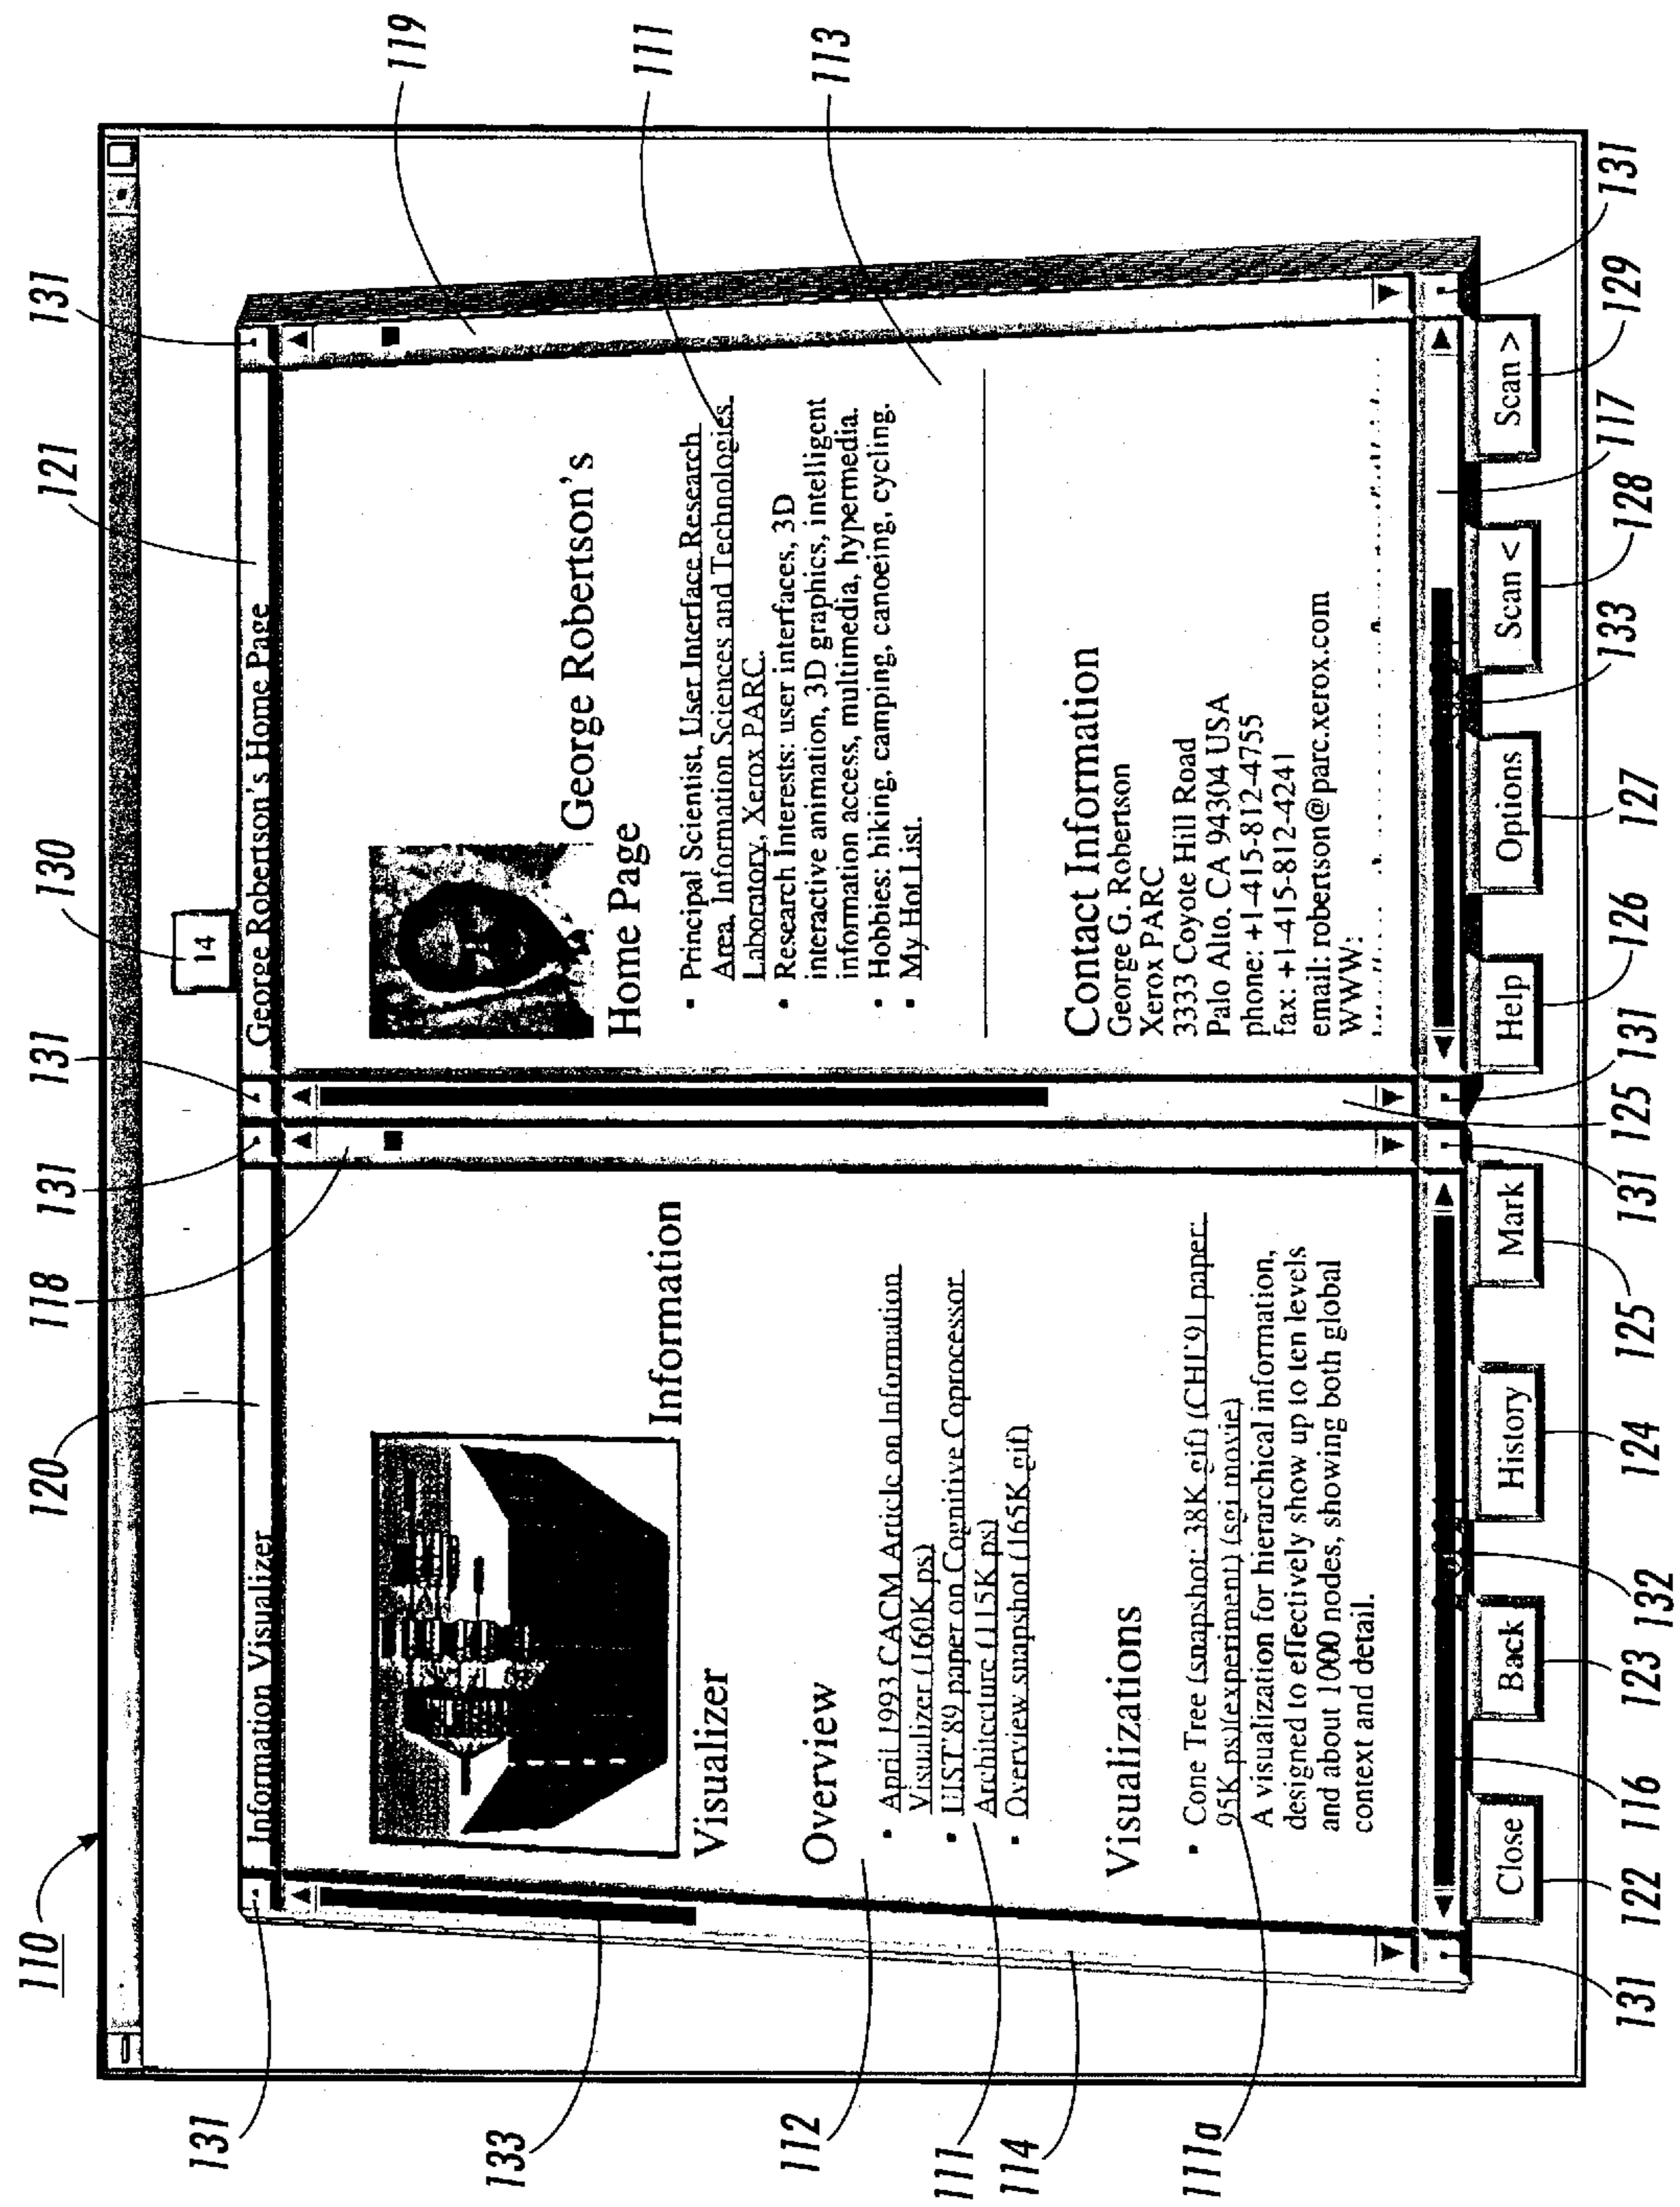 110
131
120
118
131
131
130
121
131
119
111
113
14
Information Visualizer
George Robertson's Home Page
Information
Visualizer
Overview
• April 1993 CACM Article on Information
Visualizer (160K ps)
• UIST'89 paper on Cognitive Coprocessor
Architecture (115K ps)
• Overview snapshot (165K gif)
Visualizations
• Cone Tree (snapshot: 38K gif) (CHI'91 paper:
95K ps)(experiment) (sgi movie)
A visualization for hierarchical information,
designed to effectively show up to ten levels
and about 1000 nodes, showing both global
context and detail.
George Robertson's
Home Page
• Principal Scientist, User Interface Research
Area, Information Sciences and Technologies
Laboratory, Xerox PARC.
• Research Interests: user interfaces, 3D
interactive animation, 3D graphics, intelligent
information access, multimedia, hypermedia.
• Hobbies: hiking, camping, canoeing, cycling.
• My Hot List.
Contact Information
George G. Robertson
Xerox PARC
3333 Coyote Hill Road
Palo Alto, CA 94304 USA
phone: +1-415-812-4755
fax: +1-415-812-4241
email: robertson@parc.xerox.com
WWW:
Close
Back
History
Mark
Help
Options
Scan <
Scan >
131
133
112
111
114
111a
131
122
116
123
132
124
125
131
125
131
126
127
133
128
117
129
131